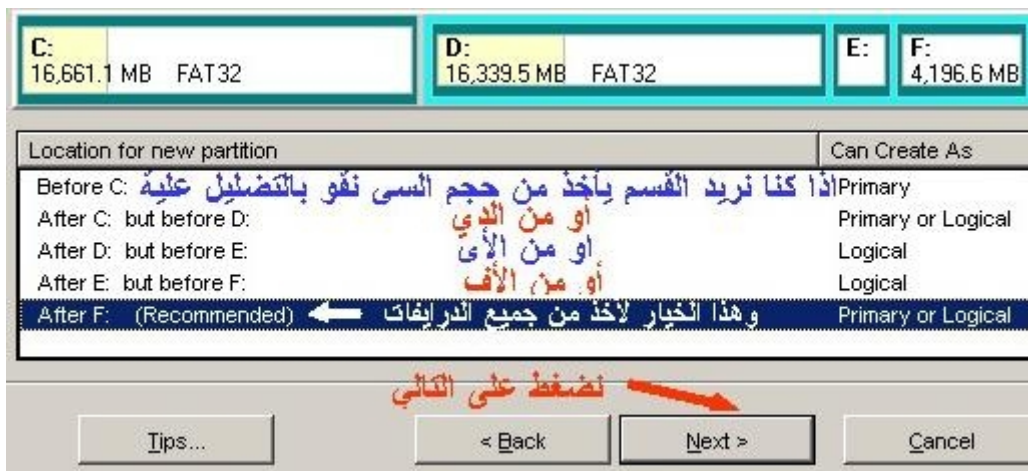 C: D: E: F:
16,661.1 MB FAT32 16,339.5 MB FAT32 4,196.6 MB
Location for new partition Can Create As
Before C: اذا كنا نريد القسم يأخذ من حجم السى نقو بالتضليل علية Primary
After C: but before D: او من الدي Primary or Logical
After D: but before E: او من الأى Logical
After E: but before F: أو من الأف Logical
After F: (Recommended) وهذا الخيار لاخذ من جميع الدرايفات Primary or Logical
نضغط على التالي
Tips... < Back Next > Cancel